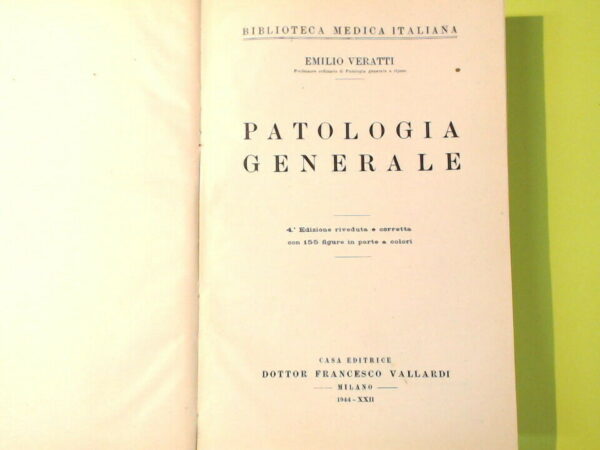 BIBLIOTECA MEDICA ITALIANA
EMILIO VERATTI
Professore ordinario di Patologia generale a riposo
PATOLOGIA
GENERALE
4.ª Edizione riveduta e corretta
con 155 figure in parte a colori
CASA EDITRICE
DOTTOR FRANCESCO VALLARDI
MILANO
1944 - XXII